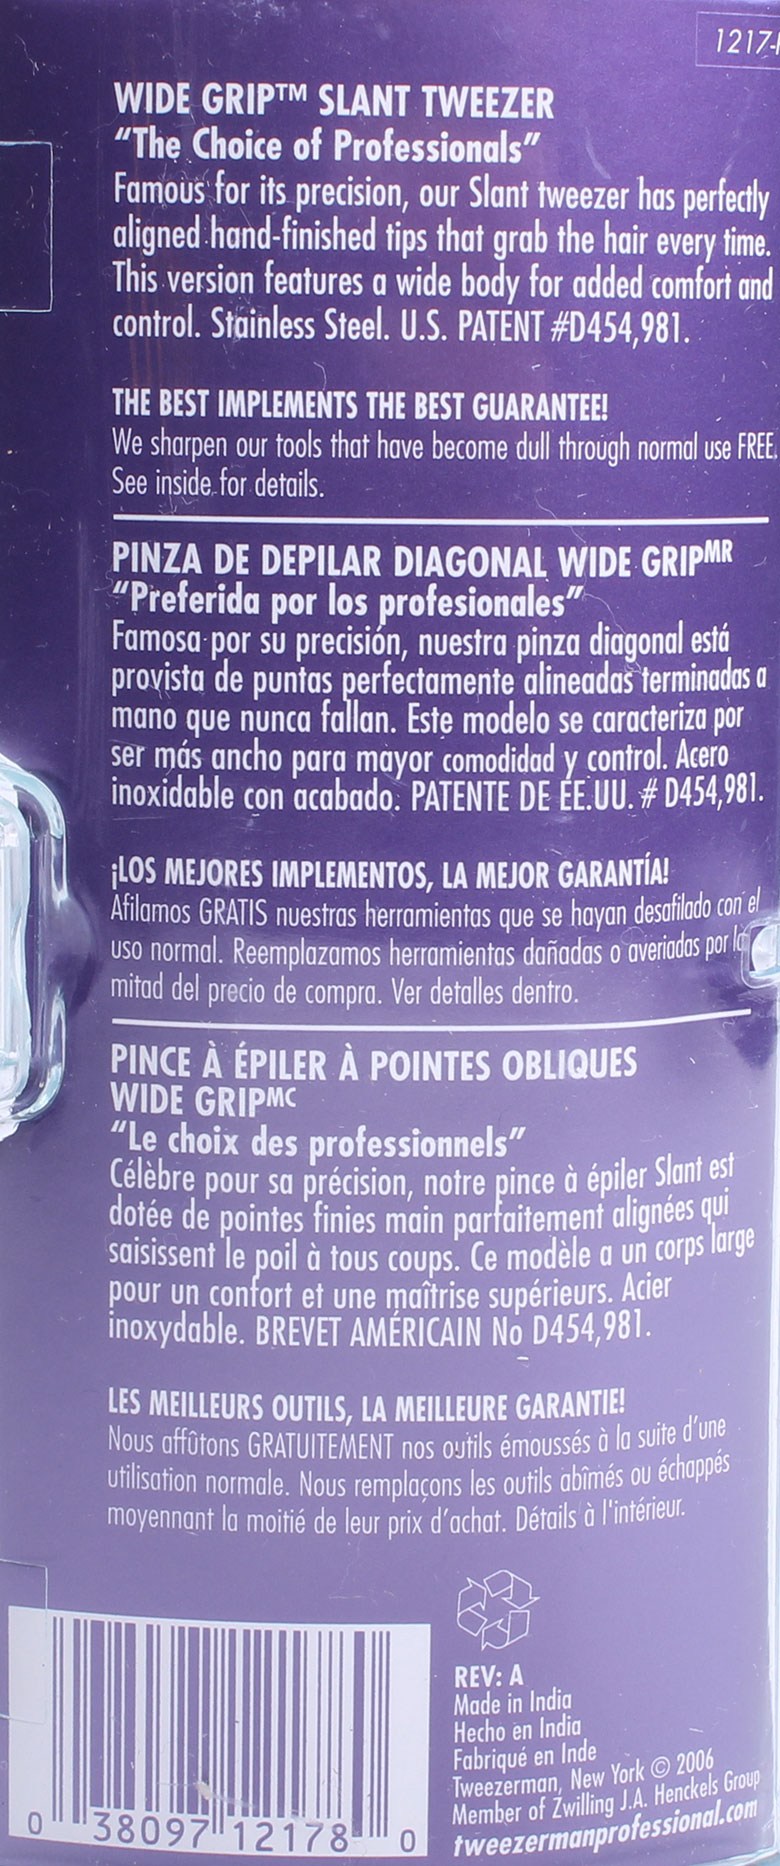 1217-
WIDE GRIP™ SLANT TWEEZER
“The Choice of Professionals”
Famous for its precision, our Slant tweezer has perfectly
aligned hand-finished tips that grab the hair every time.
This version features a wide body for added comfort and
control. Stainless Steel. U.S. PATENT #D454,981.
THE BEST IMPLEMENTS THE BEST GUARANTEE!
We sharpen our tools that have become dull through normal use FREE.
See inside for details.
PINZA DE DEPILAR DIAGONAL WIDE GRIPMR
“Preferida por los profesionales”
Famosa por su precisión, nuestra pinza diagonal está
provista de puntas perfectamente alineadas terminadas a
mano que nunca fallan. Este modelo se caracteriza por
ser más ancho para mayor comodidad y control. Acero
inoxidable con acabado. PATENTE DE EE.UU. # D454,981.
¡LOS MEJORES IMPLEMENTOS, LA MEJOR GARANTÍA!
Afilamos GRATIS nuestras herramientas que se hayan desafilado con el
uso normal. Reemplazamos herramientas dañadas o averiadas por la
mitad del precio de compra. Ver detalles dentro.
PINCE À ÉPILER À POINTES OBLIQUES
WIDE GRIPMC
“Le choix des professionnels”
Célèbre pour sa précision, notre pince à épiler Slant est
dotée de pointes finies main parfaitement alignées qui
saisissent le poil à tous coups. Ce modèle a un corps large
pour un confort et une maîtrise supérieurs. Acier
inoxydable. BREVET AMÉRICAIN No D454,981.
LES MEILLEURS OUTILS, LA MEILLEURE GARANTIE!
Nous affûtons GRATUITEMENT nos outils émoussés à la suite d’une
utilisation normale. Nous remplaçons les outils abîmés ou échappés
moyennant la moitié de leur prix d’achat. Détails à l'intérieur.
REV: A
Made in India
Hecho en India
Fabriqué en Inde
Tweezerman, New York © 2006
Member of Zwilling J.A. Henckels Group
tweezermanprofessional.com
0 38097 12178 0